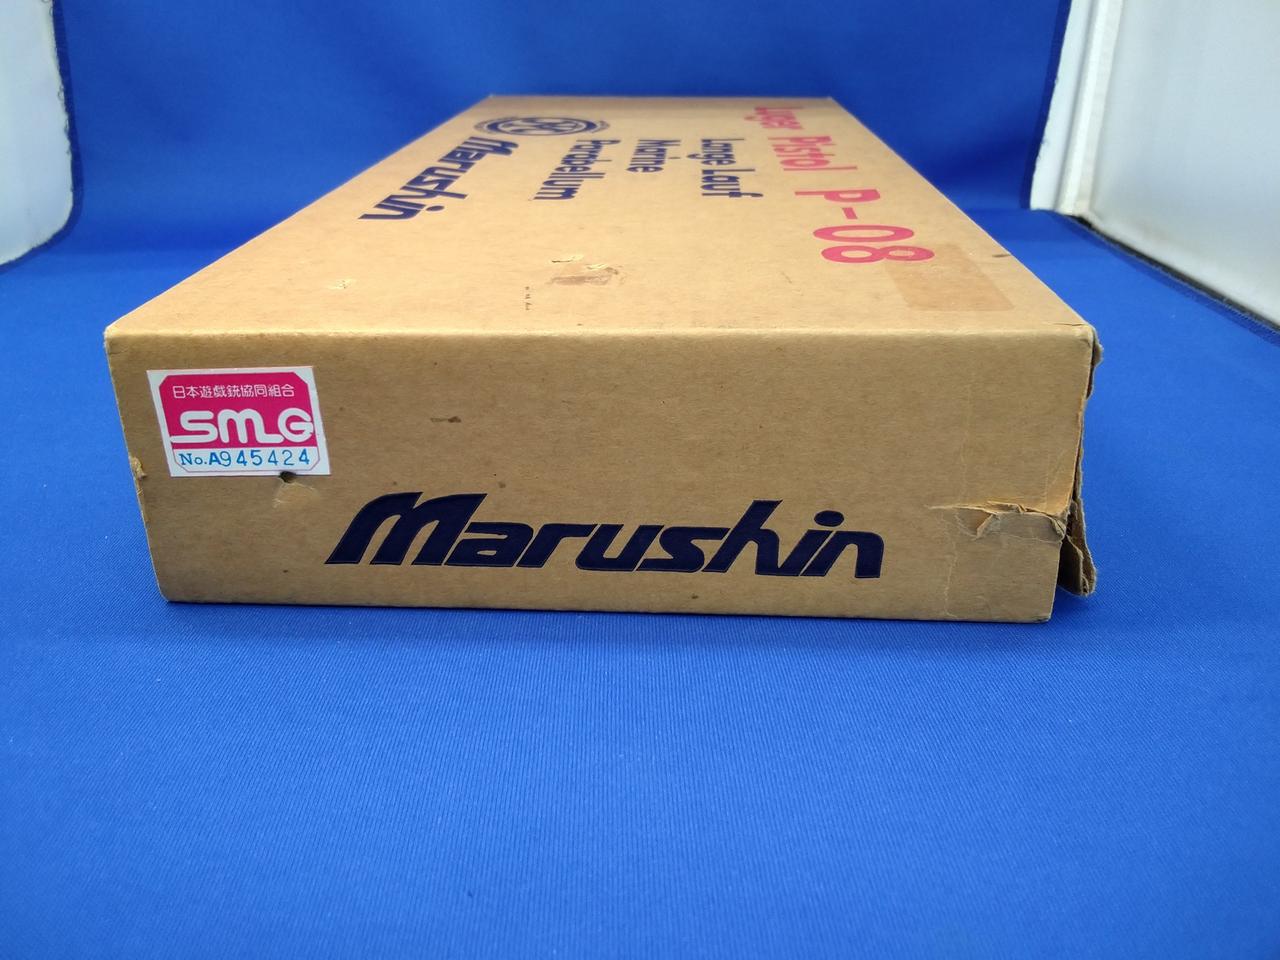 Luger Pistol P-08
Lange Lauf
Marine
Parabellum
Marushin
日本遊戯銃協同組合
SMG
No.A945424
Marushin